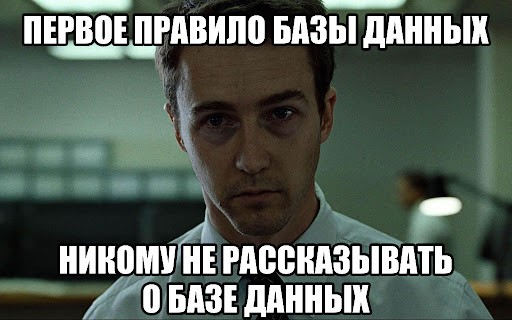 ПЕРВОЕ ПРАВИЛО БАЗЫ ДАННЫХ
НИКОМУ НЕ РАССКАЗЫВАТЬ
О БАЗЕ ДАННЫХ